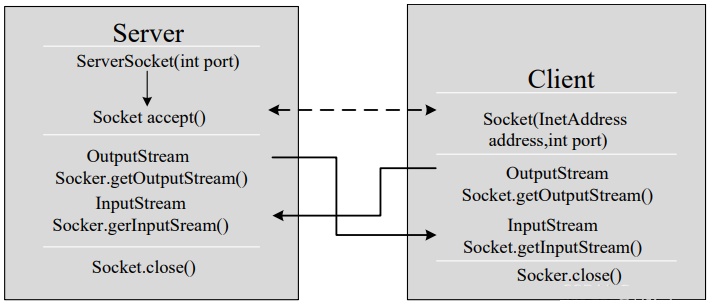 Server
ServerSocket(int port)
Socket accept()
OutputStream
Socker.getOutputStream()
InputStream
Socker.gerInputSream()
Socket.close()
Client
Socket(InetAddress
address,int port)
OutputStream
Socket.getOutputStream()
InputStream
Socket.getInputStream()
Socker.close()